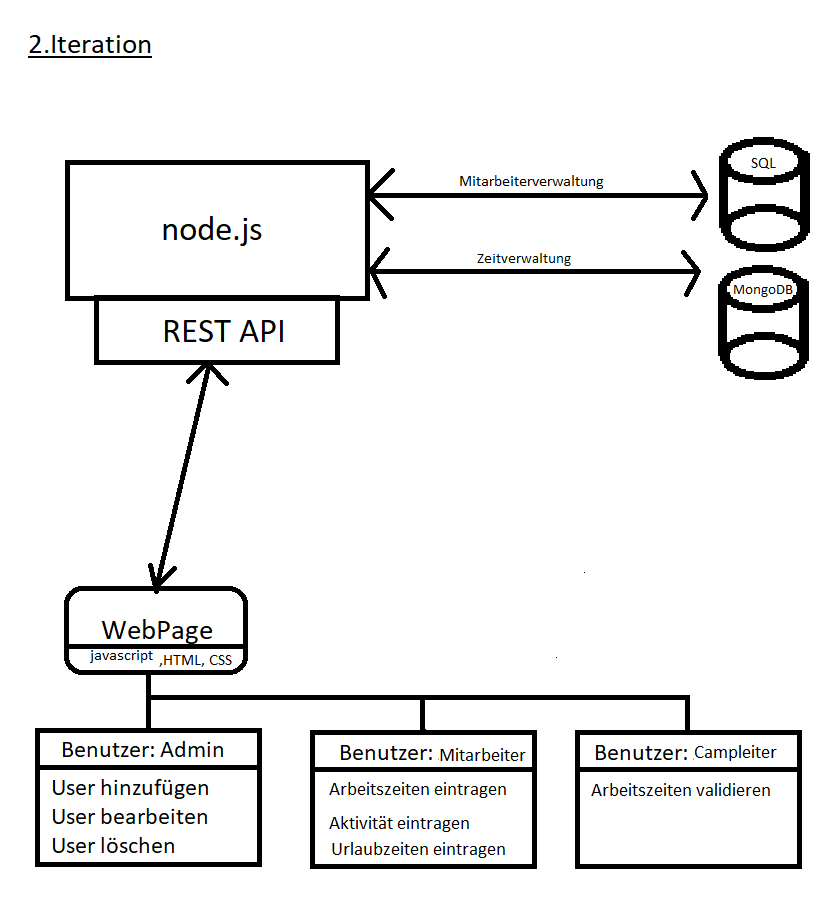 2.Iteration
SQL
Mitarbeiterverwaltung
node.js
Zeitverwaltung
MongoDB
REST API
WebPage
javascript ,HTML, CSS
Benutzer: Admin
User hinzufügen
User bearbeiten
User löschen
Benutzer: Mitarbeiter
Arbeitszeiten eintragen
Aktivität eintragen
Urlaubzeiten eintragen
Benutzer: Campleiter
Arbeitszeiten validieren